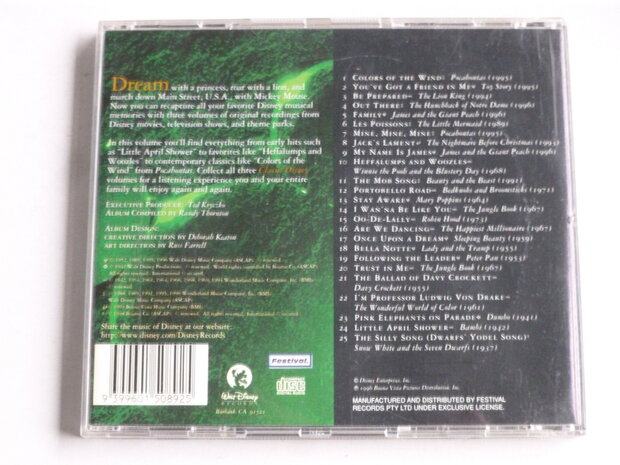 Dream with a princess, roar with a lion, and
march down Main Street, U.S.A., with Mickey Mouse.
Now you can recapture all your favorite Disney musical
memories with three volumes of original recordings from
Disney movies, television shows, and theme parks.
In this volume you'll find everything from early hits such
as "Little April Shower" to favorites like "Heffalumps and
Woozles" to contemporary classics like "Colors of the
Wind" from Pocahontas. Collect all three Classic Disney
volumes for a listening experience you and your entire
family will enjoy again and again.
Executive Producer: Ted Kryczko
Album Compiled by Randy Thornton
Album Design:
creative direction by Deborah Keaton
art direction by Russ Farrell
Share the music of Disney at our website.
http://www.disney.com/DisneyRecords
9 399601 508925
Walt Disney
RECORDS
Burbank, CA 91521
Festival.
COMPACT
disc
DIGITAL AUDIO
1 Colors of the Wind* Pocahontas (1995)
2 You've Got a Friend in Me* Toy Story (1995)
3 Be Prepared* The Lion King (1994)
4 Out There* The Hunchback of Notre Dame (1996)
5 Family* James and the Giant Peach (1996)
6 Les Poissons* The Little Mermaid (1989)
7 Mine, Mine, Mine* Pocahontas (1995)
8 Jack's Lament* The Nightmare Before Christmas (1993)
9 My Name Is James* James and the Giant Peach (1996)
10 Heffalumps and Woozles~
Winnie the Pooh and the Blustery Day (1968)
11 The Mob Song* Beauty and the Beast (1991)
12 Portobello Road~ Bedknobs and Broomsticks (1971)
13 Stay Awake~ Mary Poppins (1964)
14 I Wan'na Be Like You~ The Jungle Book (1967)
15 Oo-De-Lally~ Robin Hood (1973)
16 Are We Dancing~ The Happiest Millionaire (1967)
17 Once Upon a Dream~ Sleeping Beauty (1959)
18 Bella Notte~ Lady and the Tramp (1955)
19 Following the Leader~ Peter Pan (1953)
20 Trust in Me~ The Jungle Book (1967)
21 The Ballad of Davy Crockett~
Davy Crockett (1955)
22 I'm Professor Ludwig Von Drake~
The Wonderful World of Color (1961)
23 Pink Elephants on Parade~ Dumbo (1941)
24 Little April Shower~ Bambi (1942)
25 The Silly Song (Dwarfs' Yodel Song)~
Snow White and the Seven Dwarfs (1937)
© Disney Enterprises, Inc.
℗ 1996 Buena Vista Pictures Distribution, Inc.
MANUFACTURED AND DISTRIBUTED BY FESTIVAL
RECORDS PTY LTD UNDER EXCLUSIVE LICENSE.